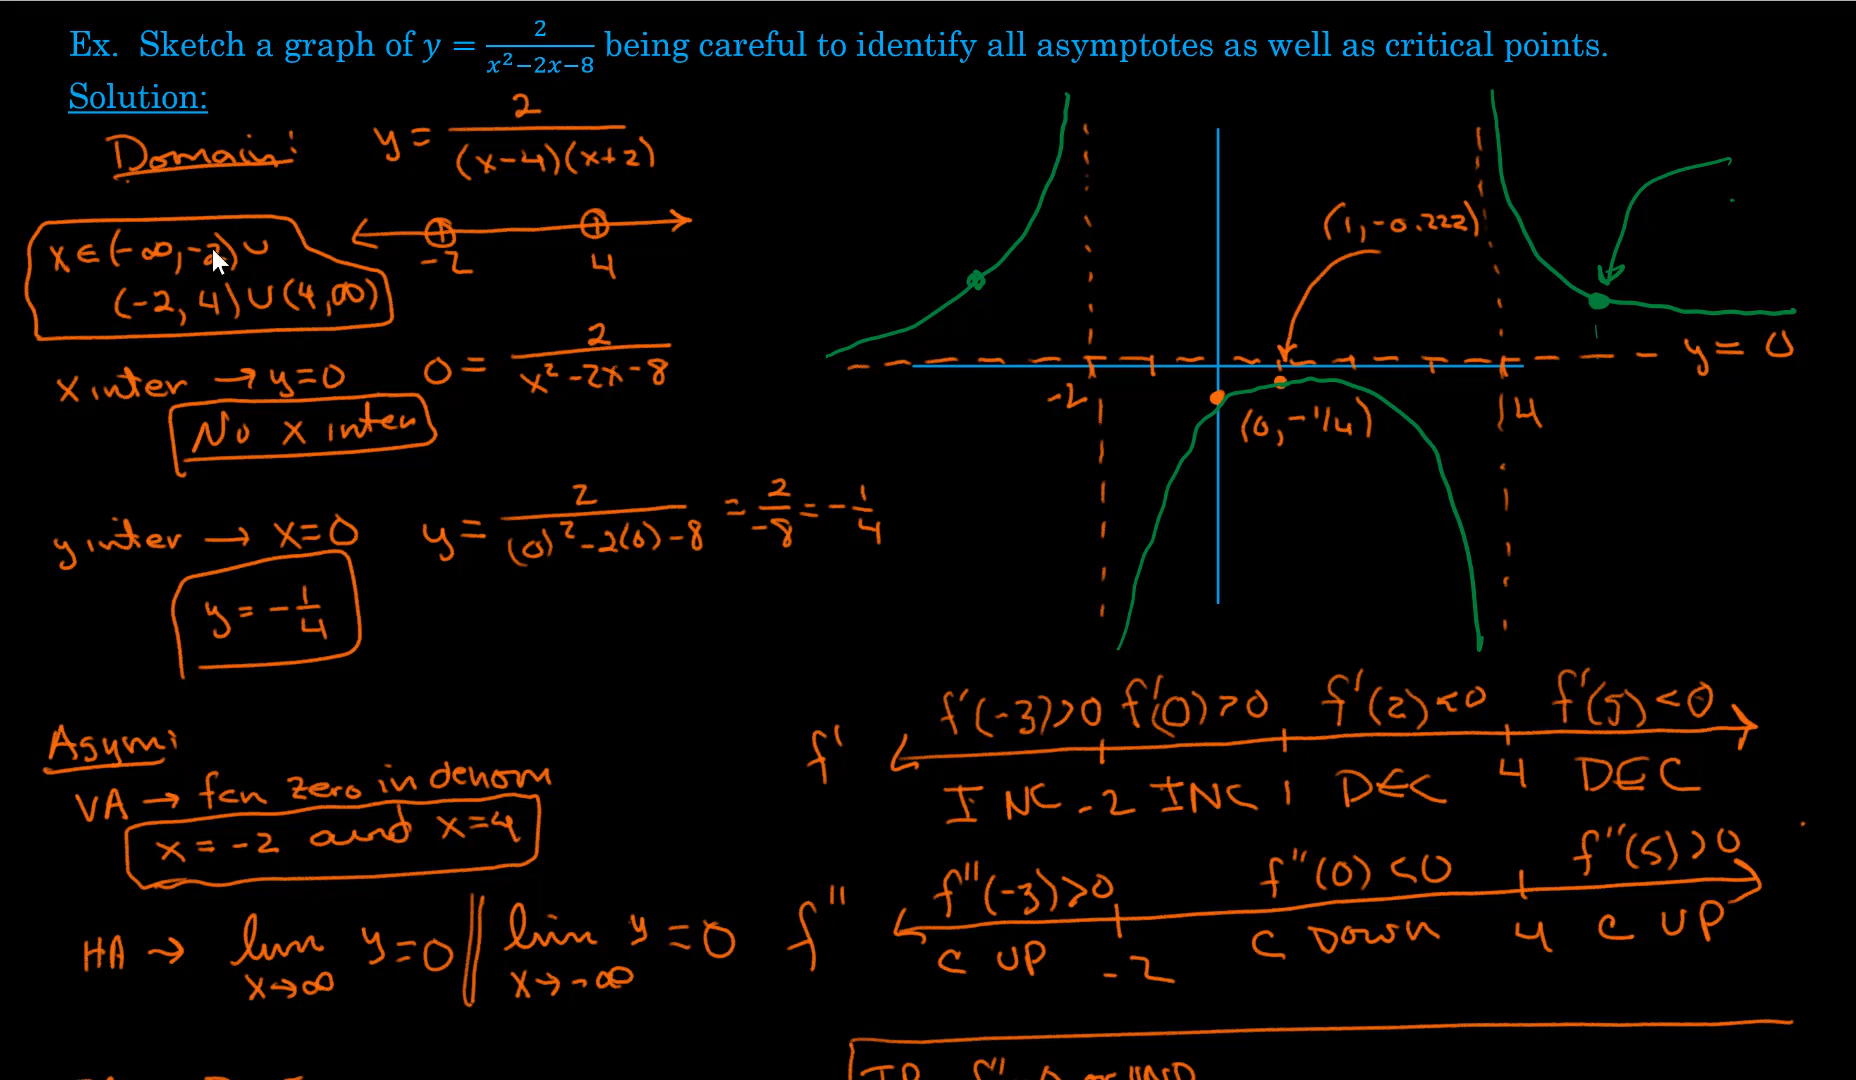 Ex. Sketch a graph of y = 2/(x²−2x−8) being careful to identify all asymptotes as well as critical points.
Solution:
Domain: y = 2/((x-4)(x+2))
-2 4
x ∈ (-∞, -2) ∪
(-2, 4) ∪ (4, ∞)
x inter → y=0 0 = 2/(x²-2x-8)
No x inter
y inter → x=0 y = 2/((0)²-2(0)-8) = 2/-8 = -1/4
y = -1/4
Asym:
VA → fcn zero in denom
x = -2 and x=4
HA → lim x→∞ y=0 || lim x→-∞ y=0
(1, -0.222)
y = 0
-2 4
(0, -1/4)
f'(-3)>0 f'(0)>0 f'(2)<0 f'(5)<0
f'
INC -2 INC 1 DEC 4 DEC
f''(-3)>0 f''(0)<0 f''(5)>0
f''
C UP -2 C DOWN 4 C UP